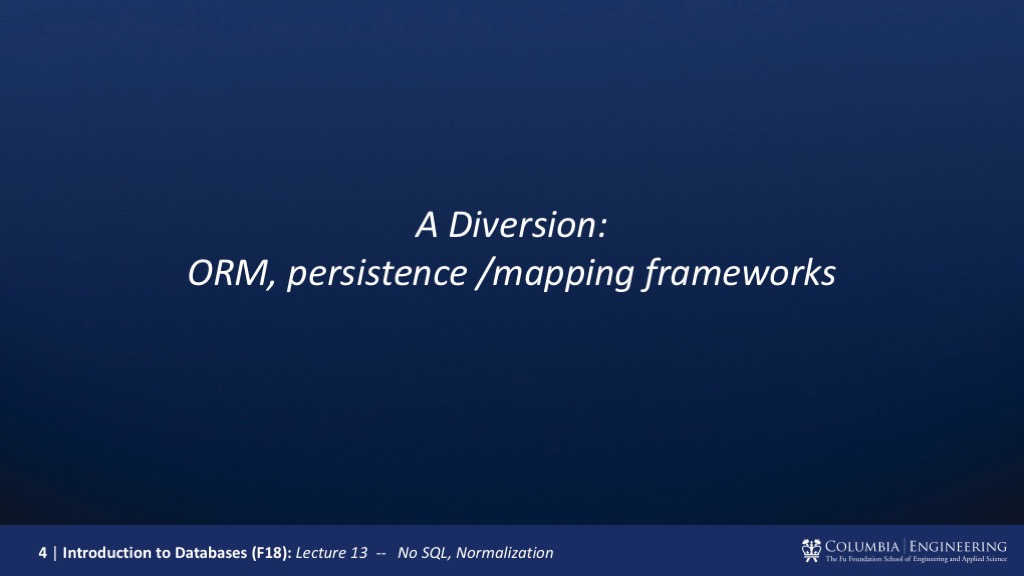 A Diversion:
ORM, persistence /mapping frameworks
4 | Introduction to Databases (F18): Lecture 13 -- No SQL, Normalization
COLUMBIA | ENGINEERING
The Fu Foundation School of Engineering and Applied Science